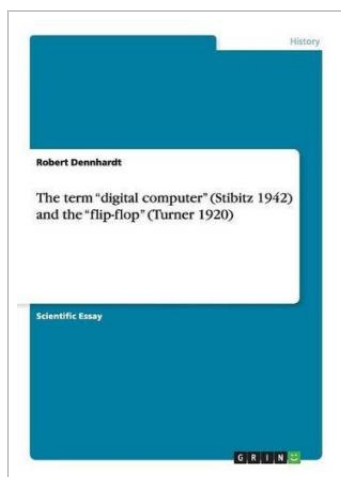 History
Robert Dennhardt
The term “digital computer” (Stibitz 1942)
and the “flip-flop” (Turner 1920)
Scientific Essay
GRIN